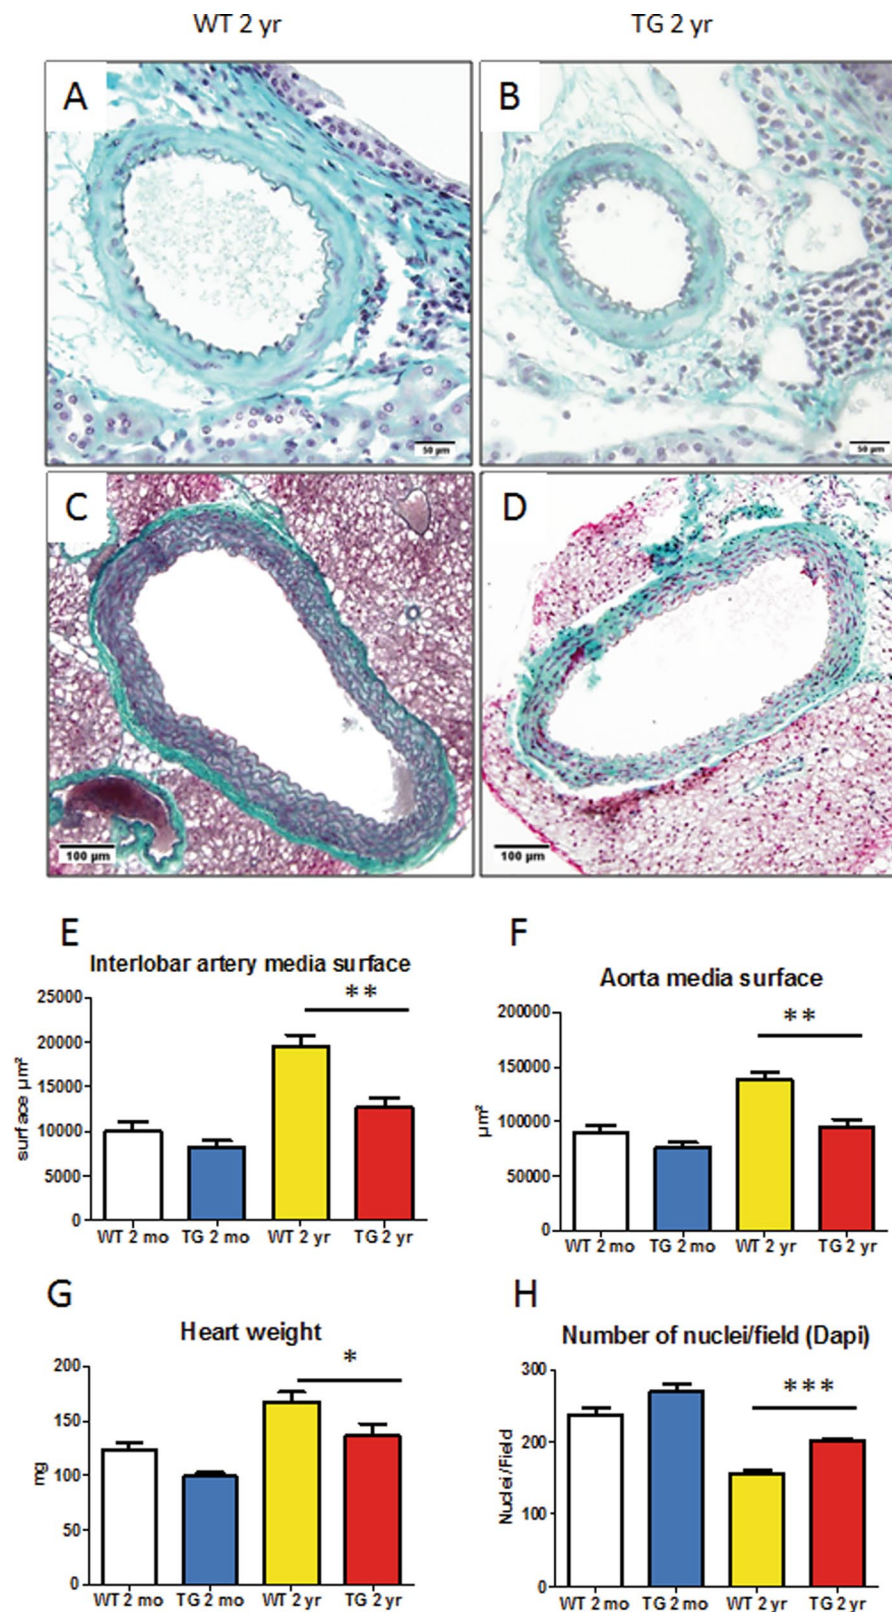 WT 2 yr TG 2 yr
A B
50 µm 50 µm
C D
100 µm 100 µm
E
Interlobar artery media surface
surface µm²
25000
20000
15000
10000
5000
0
**
WT 2 mo TG 2 mo WT 2 yr TG 2 yr
F
Aorta media surface
µm²
200000
150000
100000
50000
0
**
WT 2 mo TG 2 mo WT 2 yr TG 2 yr
G
Heart weight
mg
200
150
100
50
0
*
WT 2 mo TG 2 mo WT 2 yr TG 2 yr
H
Number of nuclei/field (Dapi)
Nuclei/Field
300
200
100
0
***
WT 2 mo TG 2 mo WT 2 yr TG 2 yr